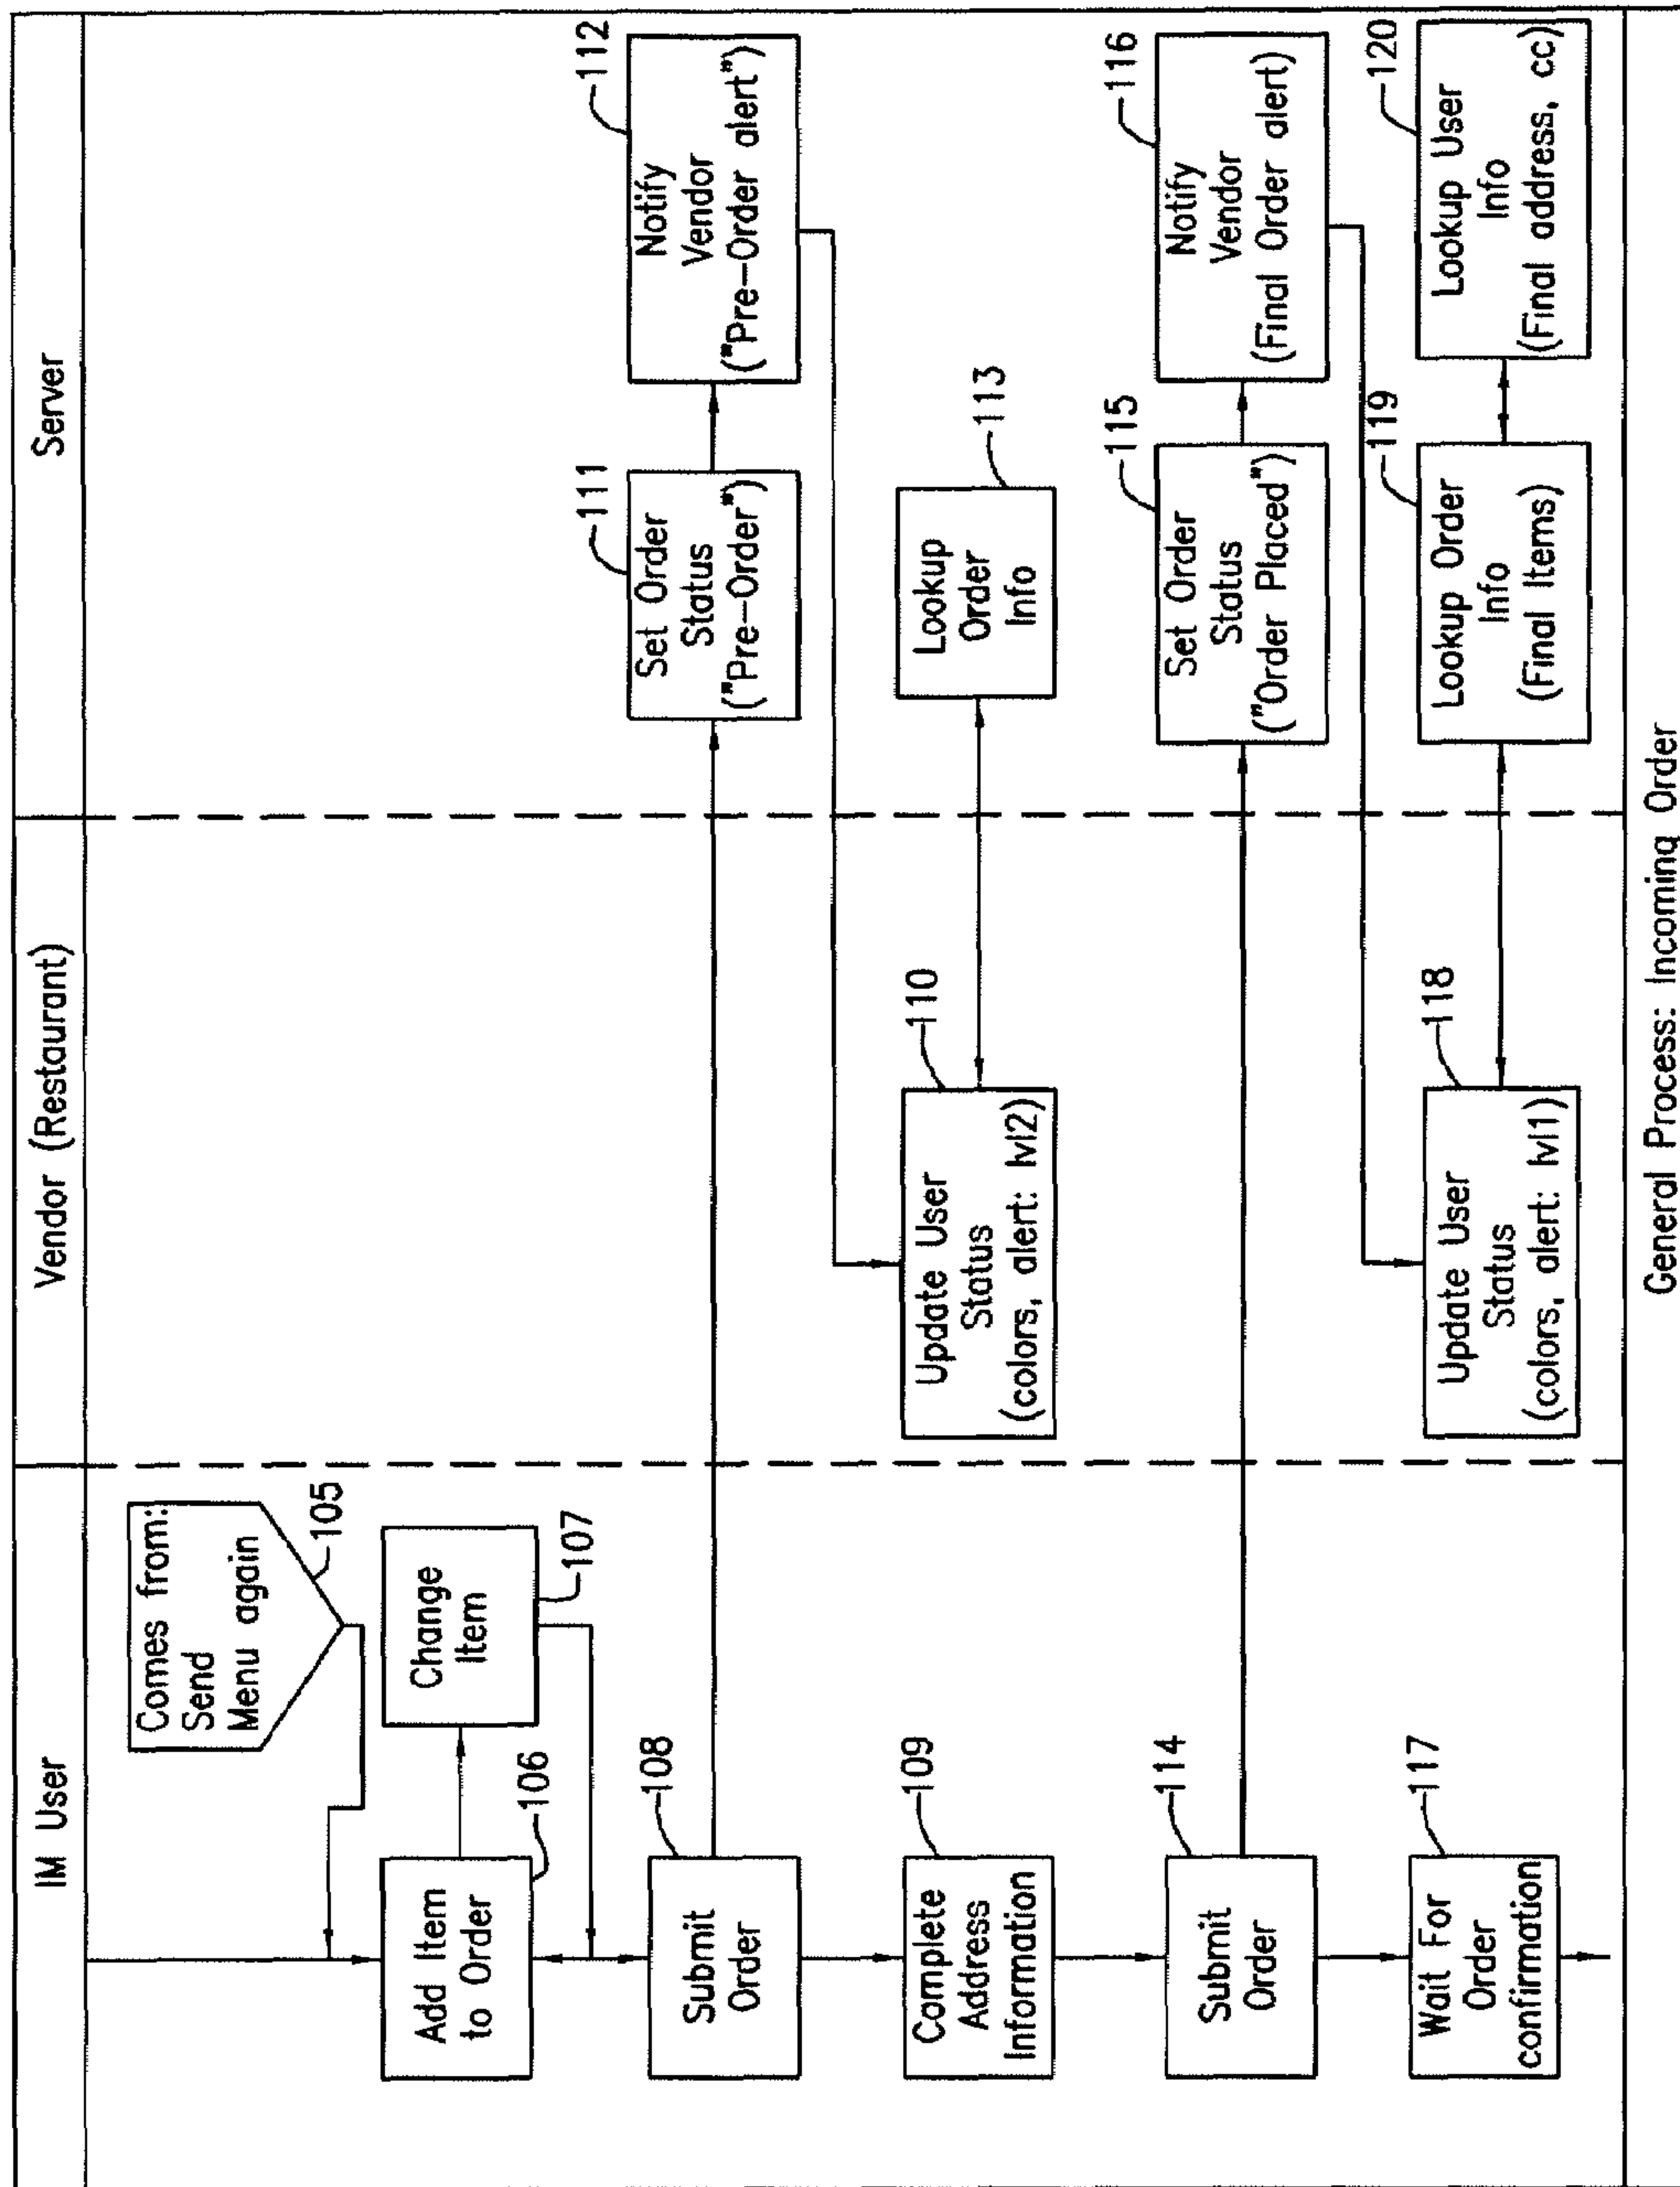 IM User
Vendor (Restaurant)
Server
Comes from:
Send
Menu again
105
Add Item
to Order
106
Change
Item
107
Submit
Order
108
Set Order
Status
("Pre-Order")
111
Notify
Vendor
("Pre-Order alert")
112
Complete
Address
Information
109
Update User
Status
(colors, alert: lvl2)
110
Lookup
Order
Info
113
Submit
Order
114
Set Order
Status
("Order Placed")
115
Notify
Vendor
(Final Order alert)
116
Wait For
Order
confirmation
117
Update User
Status
(colors, alert: lvl1)
118
Lookup Order
Info
(Final Items)
119
Lookup User
Info
(Final address, cc)
120
General Process: Incoming Order